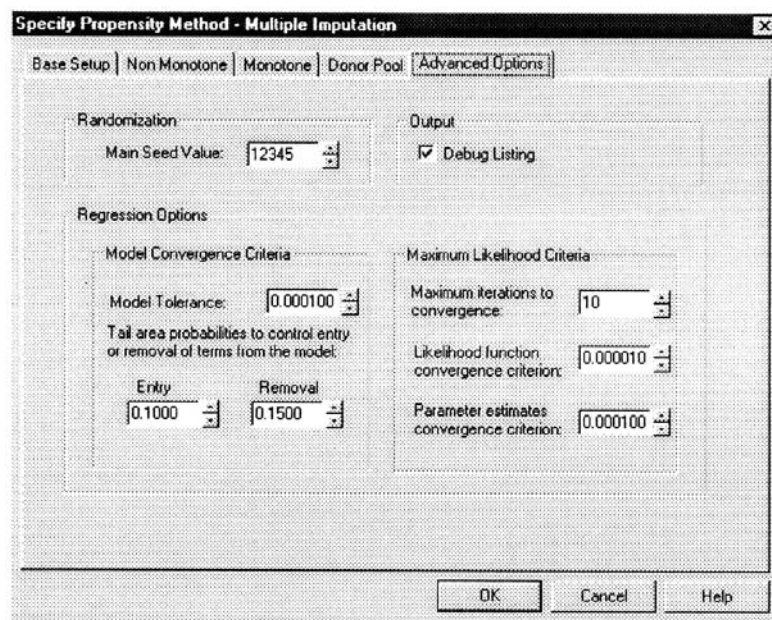 Specify Propensity Method - Multiple Imputation
Base Setup Non Monotone Monotone Donor Pool Advanced Options
Randomization
Main Seed Value: 12345
Output
Debug Listing
Regression Options
Model Convergence Criteria
Model Tolerance: 0.000100
Tail area probabilities to control entry
or removal of terms from the model:
Entry Removal
0.1000 0.1500
Maximum Likelihood Criteria
Maximum iterations to
convergence: 10
Likelihood function
convergence criterion: 0.000010
Parameter estimates
convergence criterion: 0.000100
OK Cancel Help